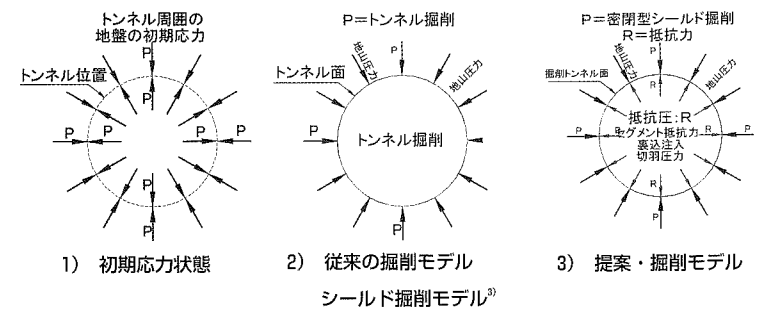 トンネル周囲の
地盤の初期応力
P
P
トンネル位置
P P
P P
P
P
1) 初期応力状態
P=トンネル掘削
地山圧力
P
地山圧力
トンネル面
P
トンネル掘削
P
2) 従来の掘削モデル
シールド掘削モデル3)
P=密閉型シールド掘削
R=抵抗力
地山圧力
P
地山圧力
掘削トンネル面
R
抵抗圧:R
P R セグメント抵抗力 R P
裏込注入
切羽圧力
R
P
3) 提案・掘削モデル